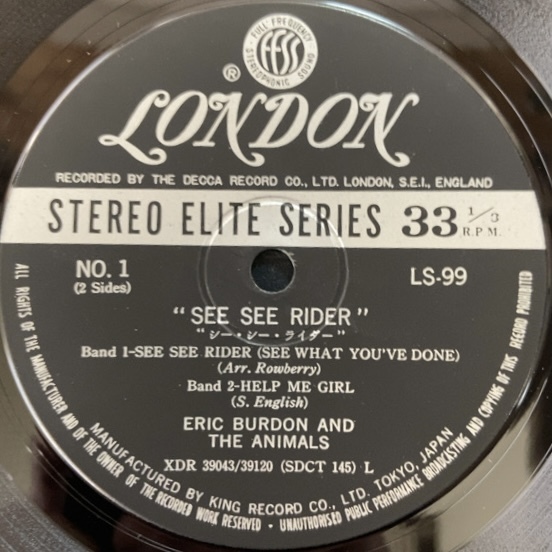 FULL FREQUENCY
FFSS
STEREOPHONIC SOUND
®
LONDON
RECORDED BY THE DECCA RECORD CO., LTD. LONDON, S.E.I., ENGLAND
STEREO ELITE SERIES 33 1/3
R.P.M.
NO. 1
(2 Sides)
LS-99
"SEE SEE RIDER"
"シー・シー・ライダー"
Band 1-SEE SEE RIDER (SEE WHAT YOU'VE DONE)
(Arr. Rowberry)
Band 2-HELP ME GIRL
(S. English)
ERIC BURDON AND
THE ANIMALS
XDR 39043/39120 (SDCT 145) L
MANUFACTURED BY KING RECORD CO., LTD. TOKYO, JAPAN
ALL RIGHTS OF THE MANUFACTURER AND OF THE OWNER OF THE RECORDED WORK RESERVED · UNAUTHORISED PUBLIC PERFORMANCE BROADCASTING AND COPYING OF THIS RECORD PROHIBITED